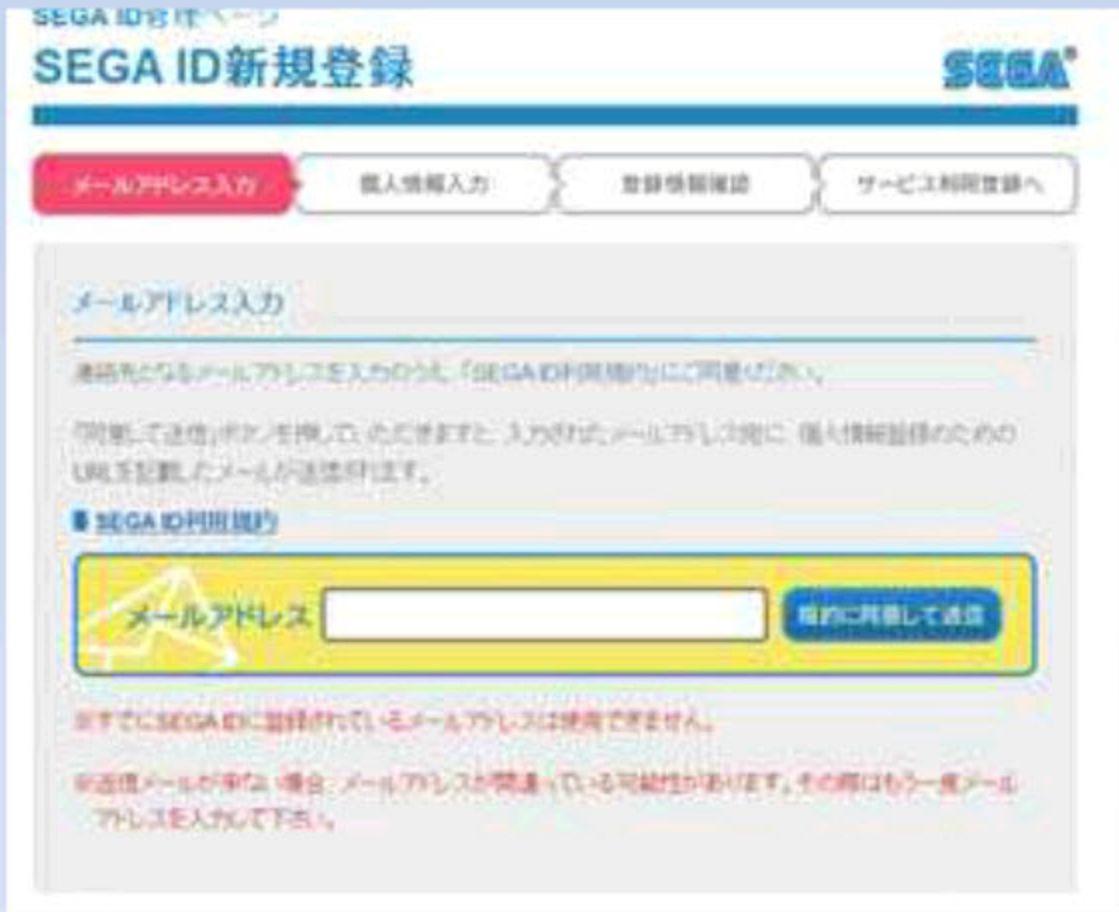 SEGA ID管理ページ
SEGA ID新規登録
SEGA®
メールアドレス入力
個人情報入力
登録情報確認
サービス利用登録へ
メールアドレス入力
連絡先となるメールアドレスを入力のうえ、「SEGA ID利用規約」にご同意ください。
「同意して送信」ボタンを押していただきますと、入力されたメールアドレス宛に、個人情報登録のための
URLを記載したメールが送信されます。
SEGA ID利用規約
メールアドレス
規約に同意して送信
※すでにSEGA IDに登録されているメールアドレスは使用できません。
※返信メールが来ない場合、メールアドレスが間違っている可能性があります。その際はもう一度メール
アドレスを入力して下さい。